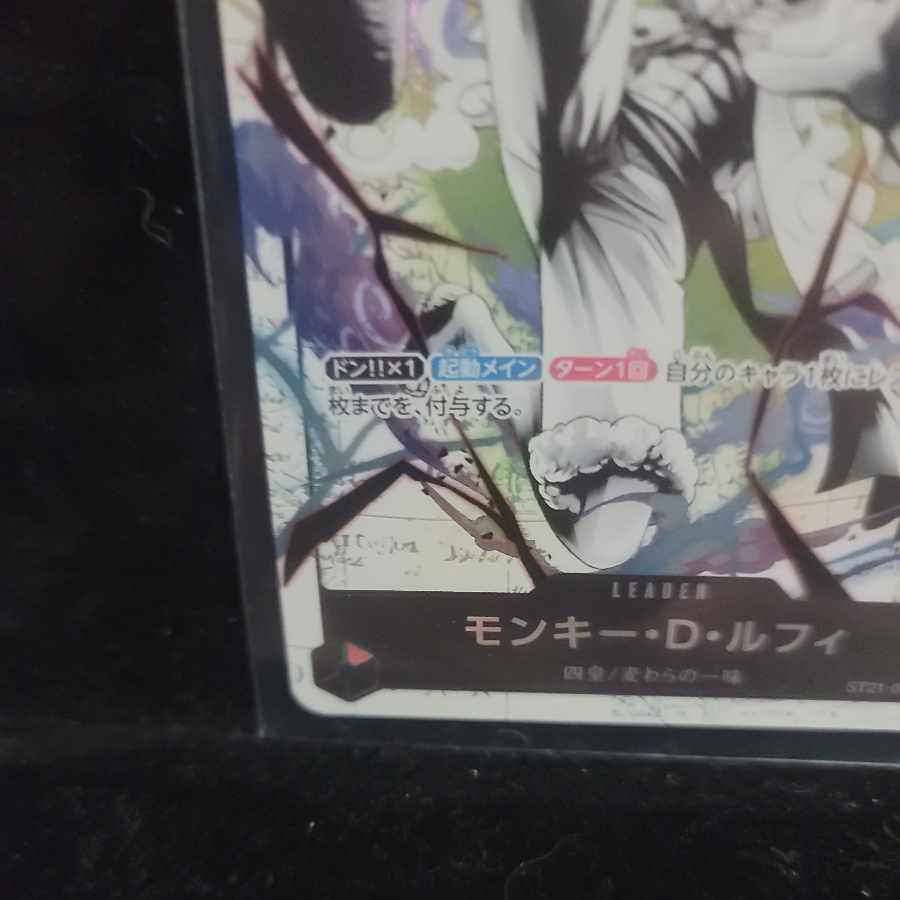 ドン!!×1 起動メイン ターン1回 自分のキャラ1枚にレ
枚までを、付与する。
LEADER
モンキー・D・ルフィ
四皇/麦わらの一味
ST21-0